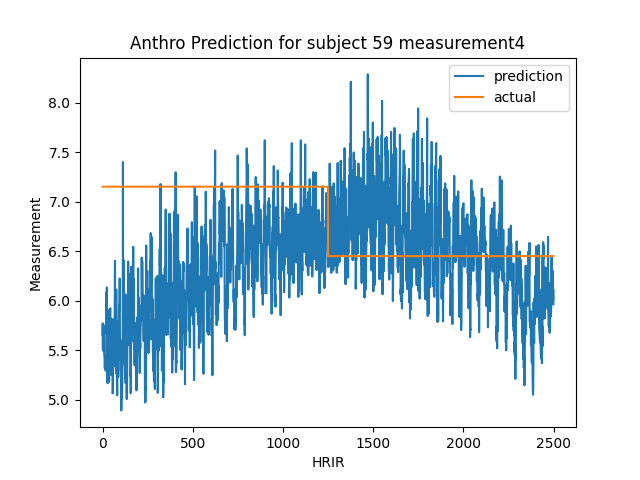 Anthro Prediction for subject 59 measurement4
prediction
actual
Measurement
8.0
7.5
7.0
6.5
6.0
5.5
5.0
0
500
1000
1500
2000
2500
HRIR